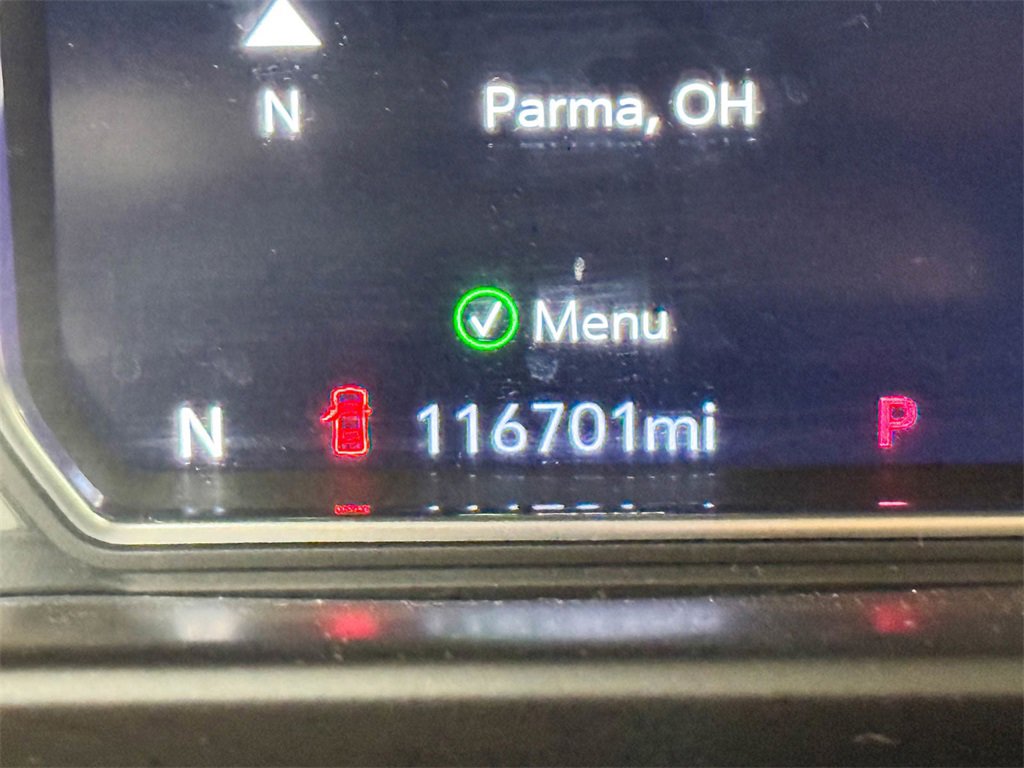 N
Parma, OH
Menu
N 116701mi P